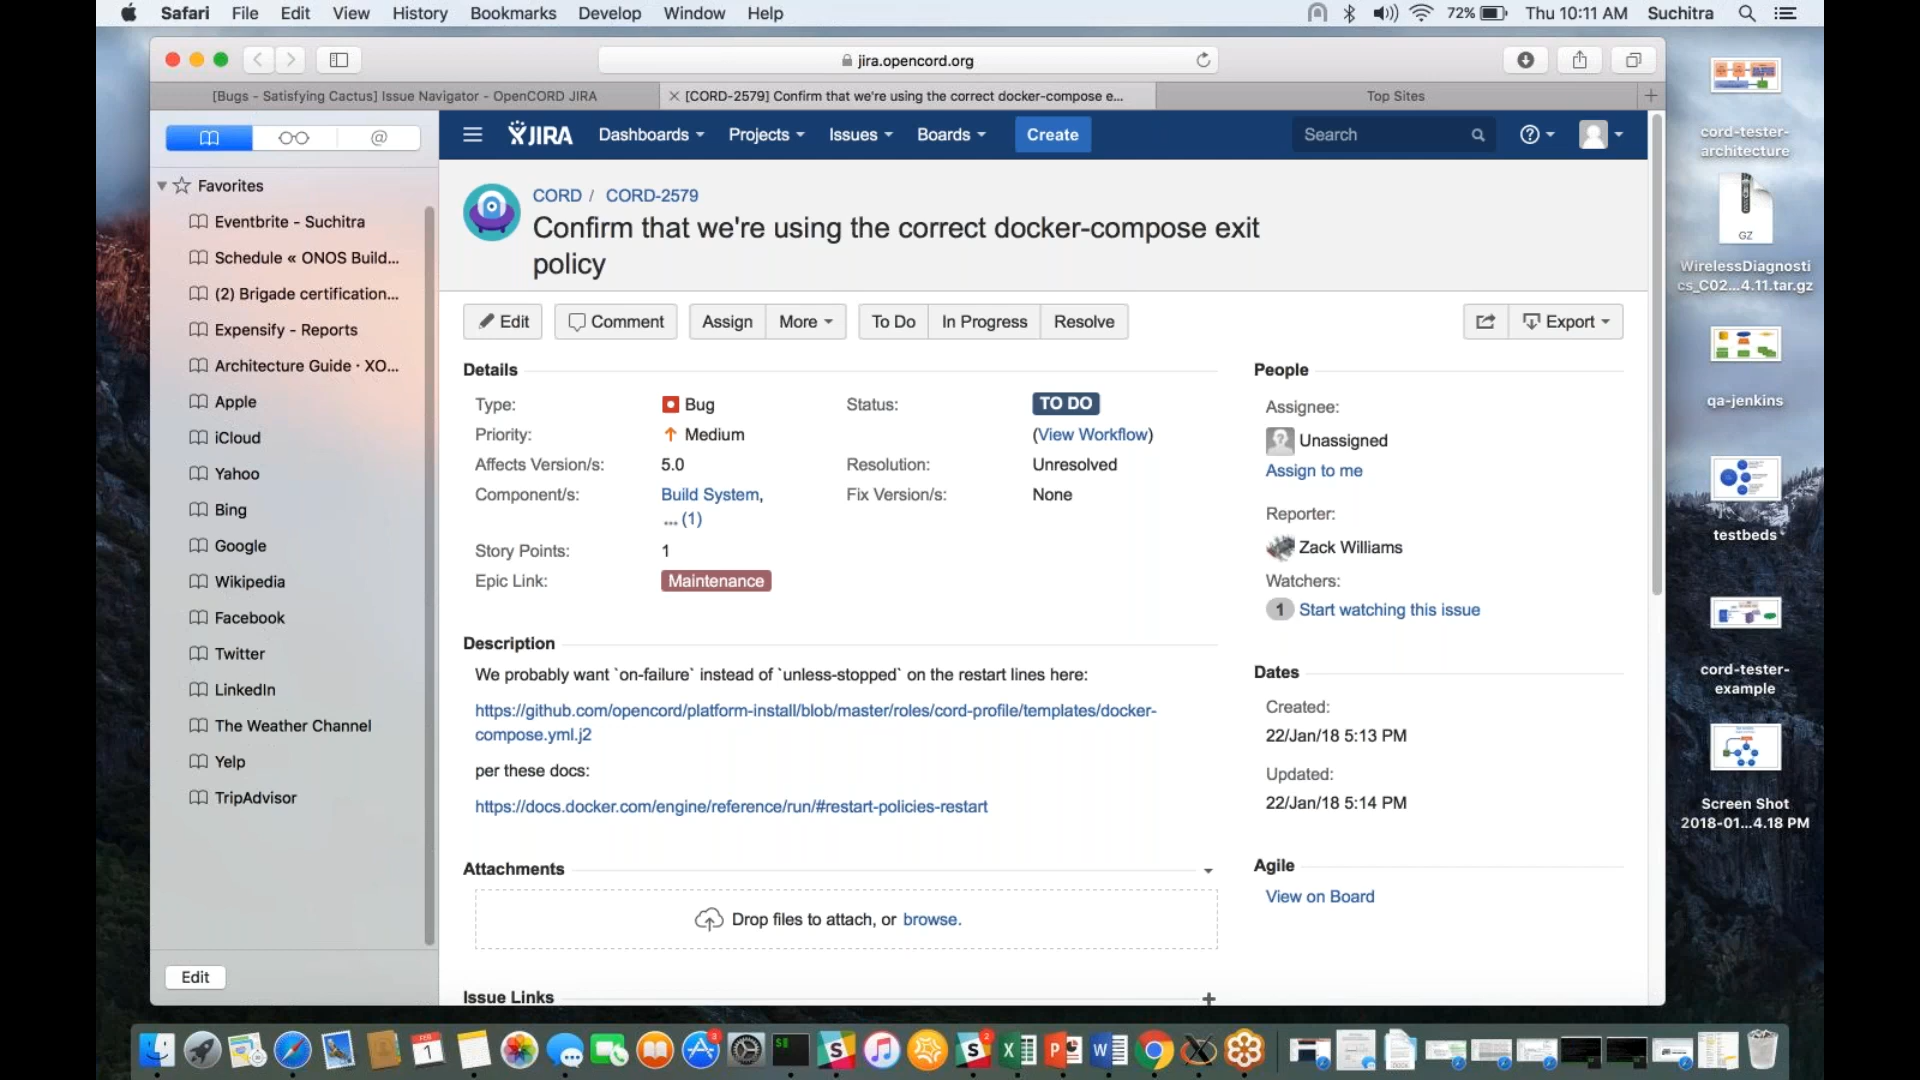 Safari File Edit View History Bookmarks Develop Window Help 72% Thu 10:11 AM Suchitra
jira.opencord.org
[Bugs - Satisfying Cactus] Issue Navigator - OpenCORD JIRA
[CORD-2579] Confirm that we're using the correct docker-compose e...
Top Sites
JIRA Dashboards Projects Issues Boards Create Search
Favorites
Eventbrite - Suchitra
Schedule « ONOS Build...
(2) Brigade certification...
Expensify - Reports
Architecture Guide · XO...
Apple
iCloud
Yahoo
Bing
Google
Wikipedia
Facebook
Twitter
LinkedIn
The Weather Channel
Yelp
TripAdvisor
Edit
CORD / CORD-2579
Confirm that we're using the correct docker-compose exit
policy
Edit Comment Assign More To Do In Progress Resolve Export
Details
Type: Bug Status: TO DO
Priority: Medium (View Workflow)
Affects Version/s: 5.0 Resolution: Unresolved
Component/s: Build System, Fix Version/s: None
... (1)
Story Points: 1
Epic Link: Maintenance
Description
We probably want `on-failure` instead of `unless-stopped` on the restart lines here:
https://github.com/opencord/platform-install/blob/master/roles/cord-profile/templates/docker-
compose.yml.j2
per these docs:
https://docs.docker.com/engine/reference/run/#restart-policies-restart
Attachments
Drop files to attach, or browse.
Issue Links
People
Assignee:
Unassigned
Assign to me
Reporter:
Zack Williams
Watchers:
1 Start watching this issue
Dates
Created:
22/Jan/18 5:13 PM
Updated:
22/Jan/18 5:14 PM
Agile
View on Board
cord-tester-
architecture
GZ
WirelessDiagnosti
cs_C02...4.11.tar.gz
qa-jenkins
testbeds
cord-tester-
example
Screen Shot
2018-01...4.18 PM